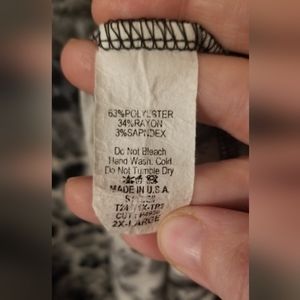 63%POLYESTER
34%RAYON
3%SAPNDEX
Do Not Bleach
Hand Wash. Cold
Do Not Tumble Dry
MADE IN U.S.A.
2X-LARGE